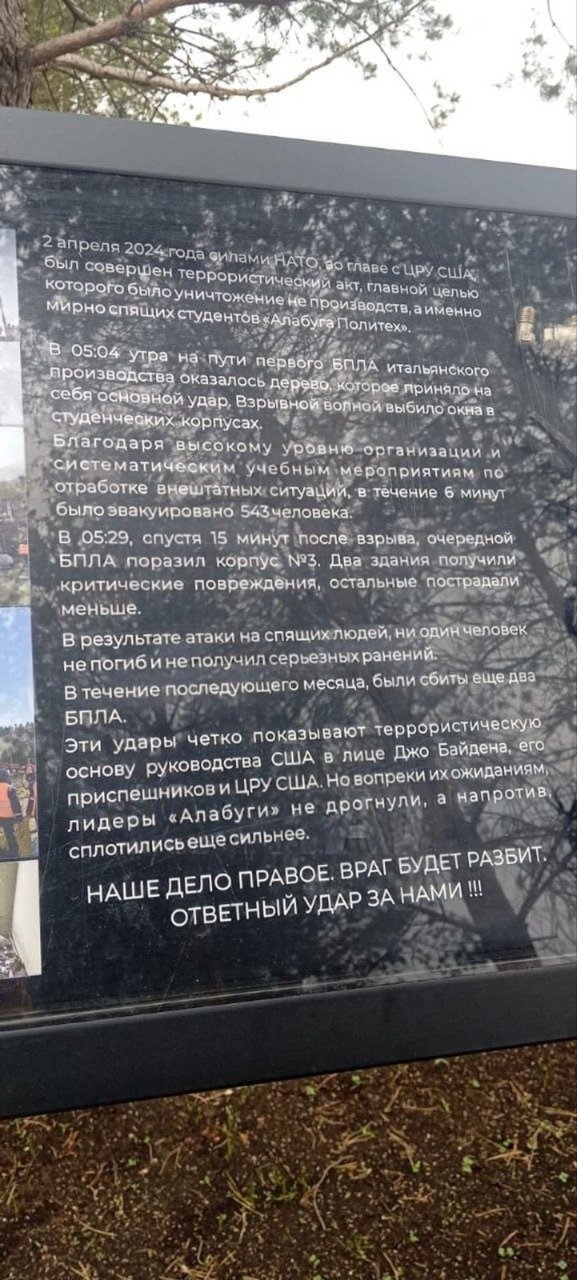 2 апреля 2024 года силами НАТО, во главе с ЦРУ США,
был совершен террористический акт, главной целью
которого было уничтожение не производств, а именно
мирно спящих студентов «Алабуга Политех».
В 05:04 утра на пути первого БПЛА итальянского
производства оказалось дерево, которое приняло на
себя основной удар. Взрывной волной выбило окна в
студенческих корпусах.
Благодаря высокому уровню организации и
систематическим учебным мероприятиям по
отработке внештатных ситуаций, в течение 6 минут
было эвакуировано 543 человека.
В 05:29, спустя 15 минут после взрыва, очередной
БПЛА поразил корпус №3. Два здания получили
критические повреждения, остальные пострадали
меньше.
В результате атаки на спящих людей, ни один человек
не погиб и не получил серьезных ранений.
В течение последующего месяца, были сбиты еще два
БПЛА.
Эти удары четко показывают террористическую
основу руководства США в лице Джо Байдена, его
приспешников и ЦРУ США. Но вопреки их ожиданиям,
лидеры «Алабуги» не дрогнули, а напротив,
сплотились еще сильнее.
НАШЕ ДЕЛО ПРАВОЕ. ВРАГ БУДЕТ РАЗБИТ.
ОТВЕТНЫЙ УДАР ЗА НАМИ !!!